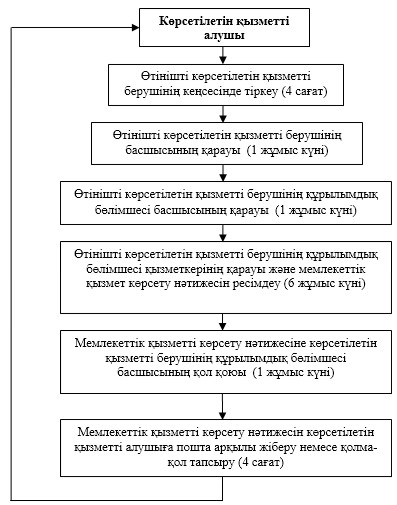 Көрсетілетін қызметті
алушы
Өтінішті көрсетілетін қызметті
берушінің кеңсесінде тіркеу (4 сағат)
Өтінішті көрсетілетін қызметті берушінің
басшысының қарауы (1 жұмыс күні)
Өтінішті көрсетілетін қызметті берушінің құрылымдық
бөлімшесі басшысының қарауы (1 жұмыс күні)
Өтінішті көрсетілетін қызметті берушінің құрылымдық
бөлімшесі қызметкерінің қарауы және мемлекеттік
қызмет көрсету нәтижесін ресімдеу (6 жұмыс күні)
Мемлекеттік қызметті көрсету нәтижесіне көрсетілетін
қызметті берушінің құрылымдық бөлімшесі
басшысының қол қоюы (1 жұмыс күні)
Мемлекеттік қызметті көрсету нәтижесін көрсетілетін
қызметті алушыға пошта арқылы жіберу немесе қолма-
қол тапсыру (4 сағат)